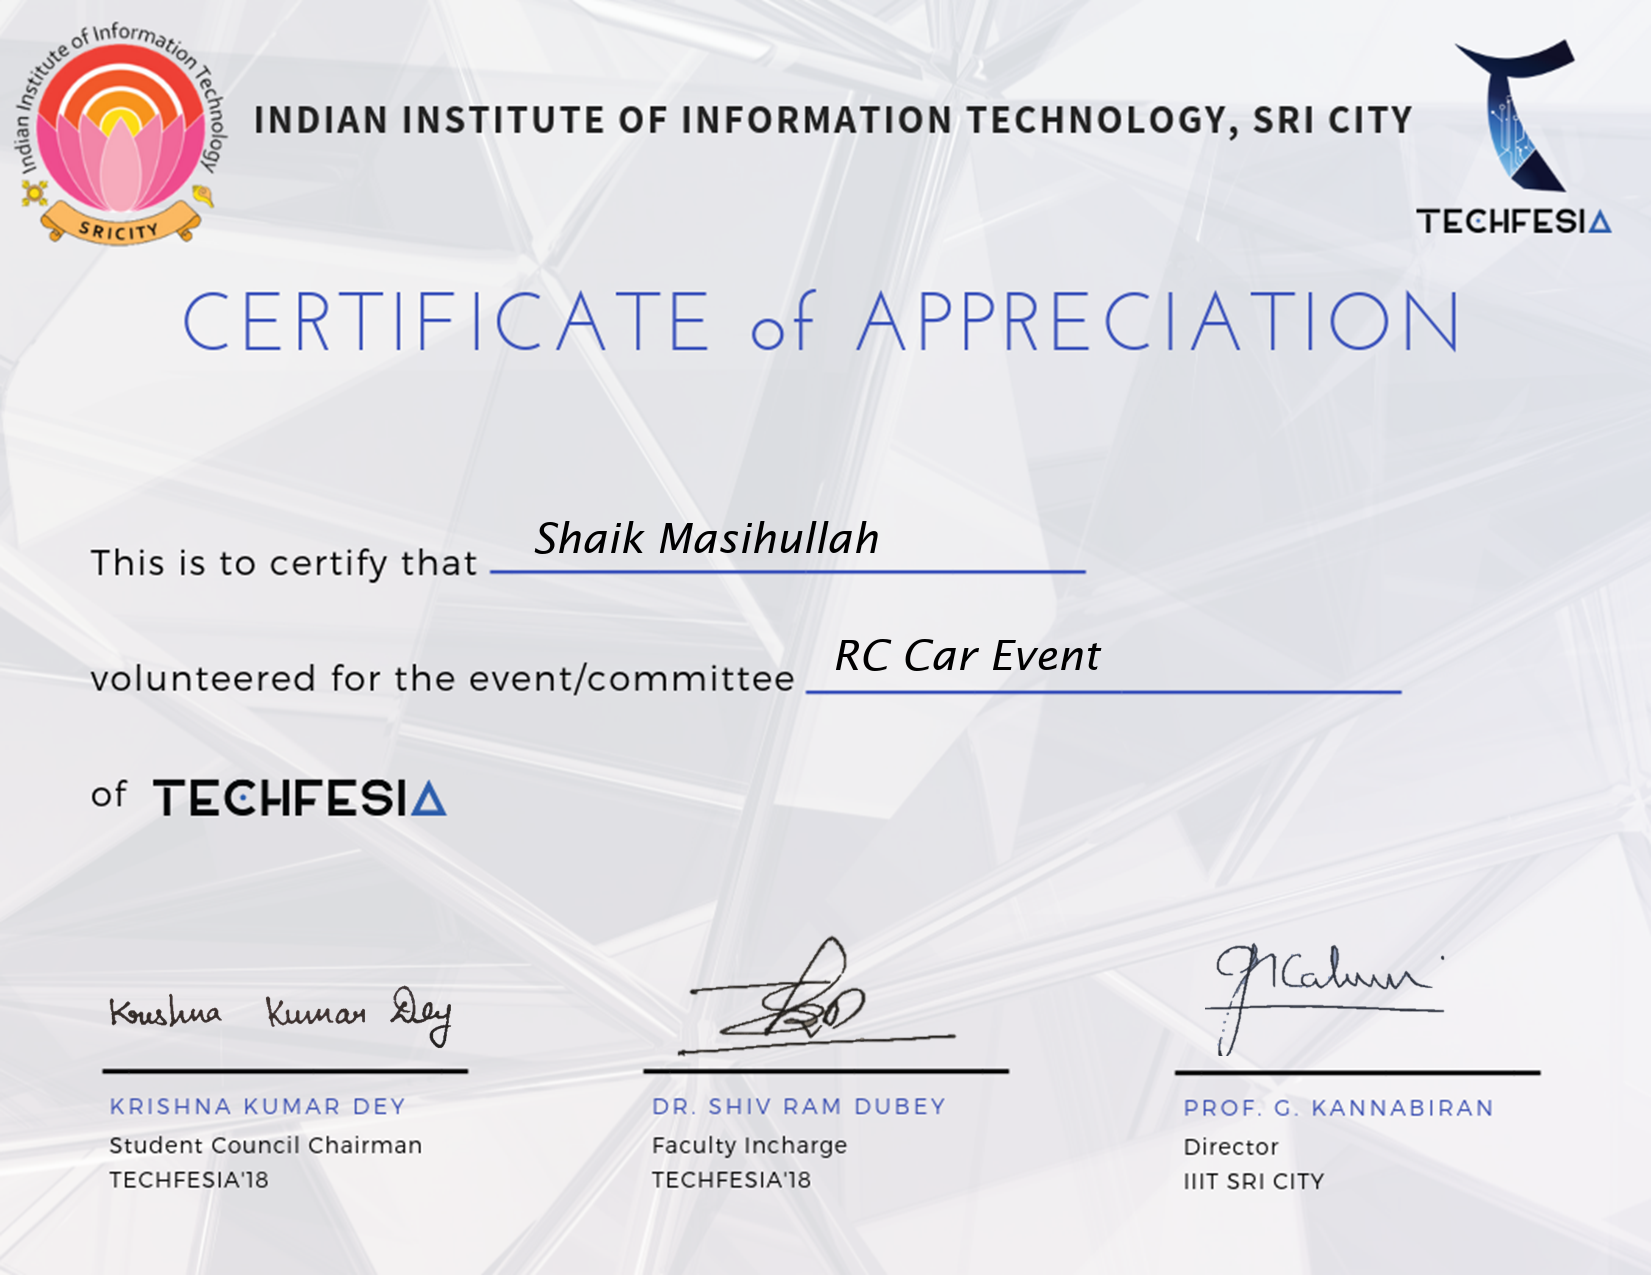 Indian Institute of Information Technology
SRICITY
INDIAN INSTITUTE OF INFORMATION TECHNOLOGY, SRI CITY
TECHFESIA
CERTIFICATE of APPRECIATION
This is to certify that Shaik Masihullah
volunteered for the event/committee RC Car Event
of TECHFESIA
Krishna Kumar Dey
KRISHNA KUMAR DEY
Student Council Chairman
TECHFESIA'18
DR. SHIV RAM DUBEY
Faculty Incharge
TECHFESIA'18
PROF. G. KANNABIRAN
Director
IIIT SRI CITY